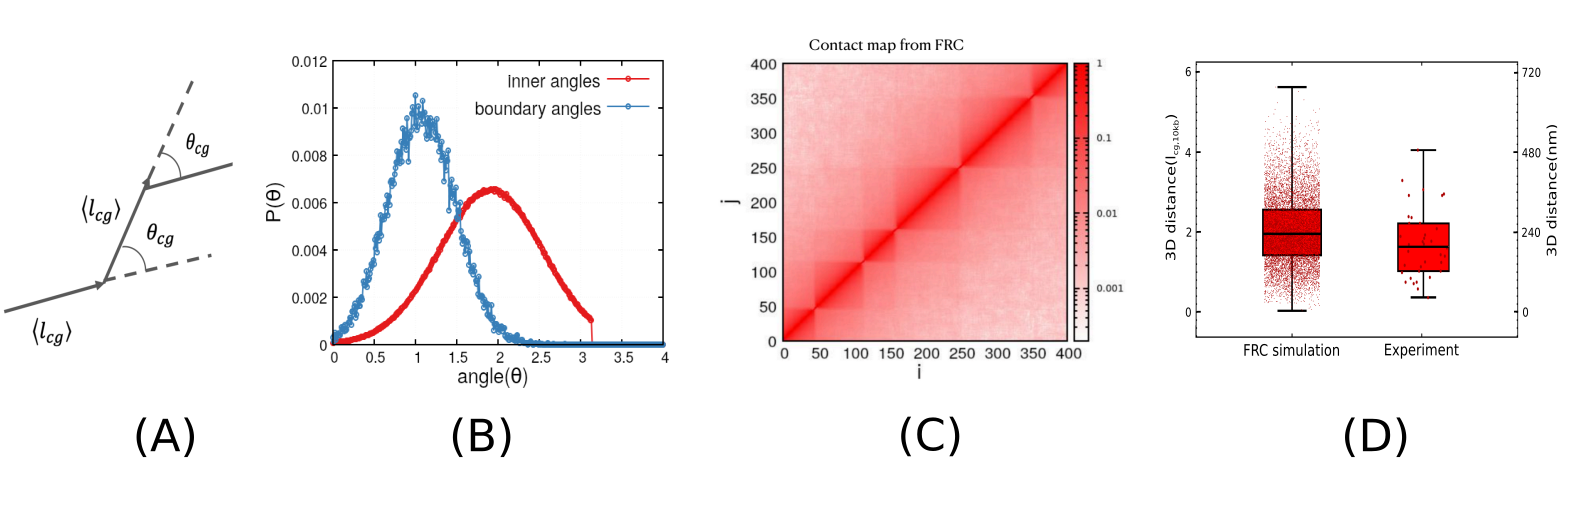 θcg
⟨lcg⟩
θcg
⟨lcg⟩
(A)
P(θ)
0.012
0.01
0.008
0.006
0.004
0.002
0
inner angles
boundary angles
0 0.5 1 1.5 2 2.5 3 3.5 4
angle(θ)
(B)
Contact map from FRC
j
400
350
300
250
200
150
100
50
0
0 50 100 150 200 250 300 350 400
i
1
0.1
0.01
0.001
(C)
3D distance(lcg,10kb)
6
4
2
0
720
480
240
0
3D distance(nm)
FRC simulation Experiment
(D)